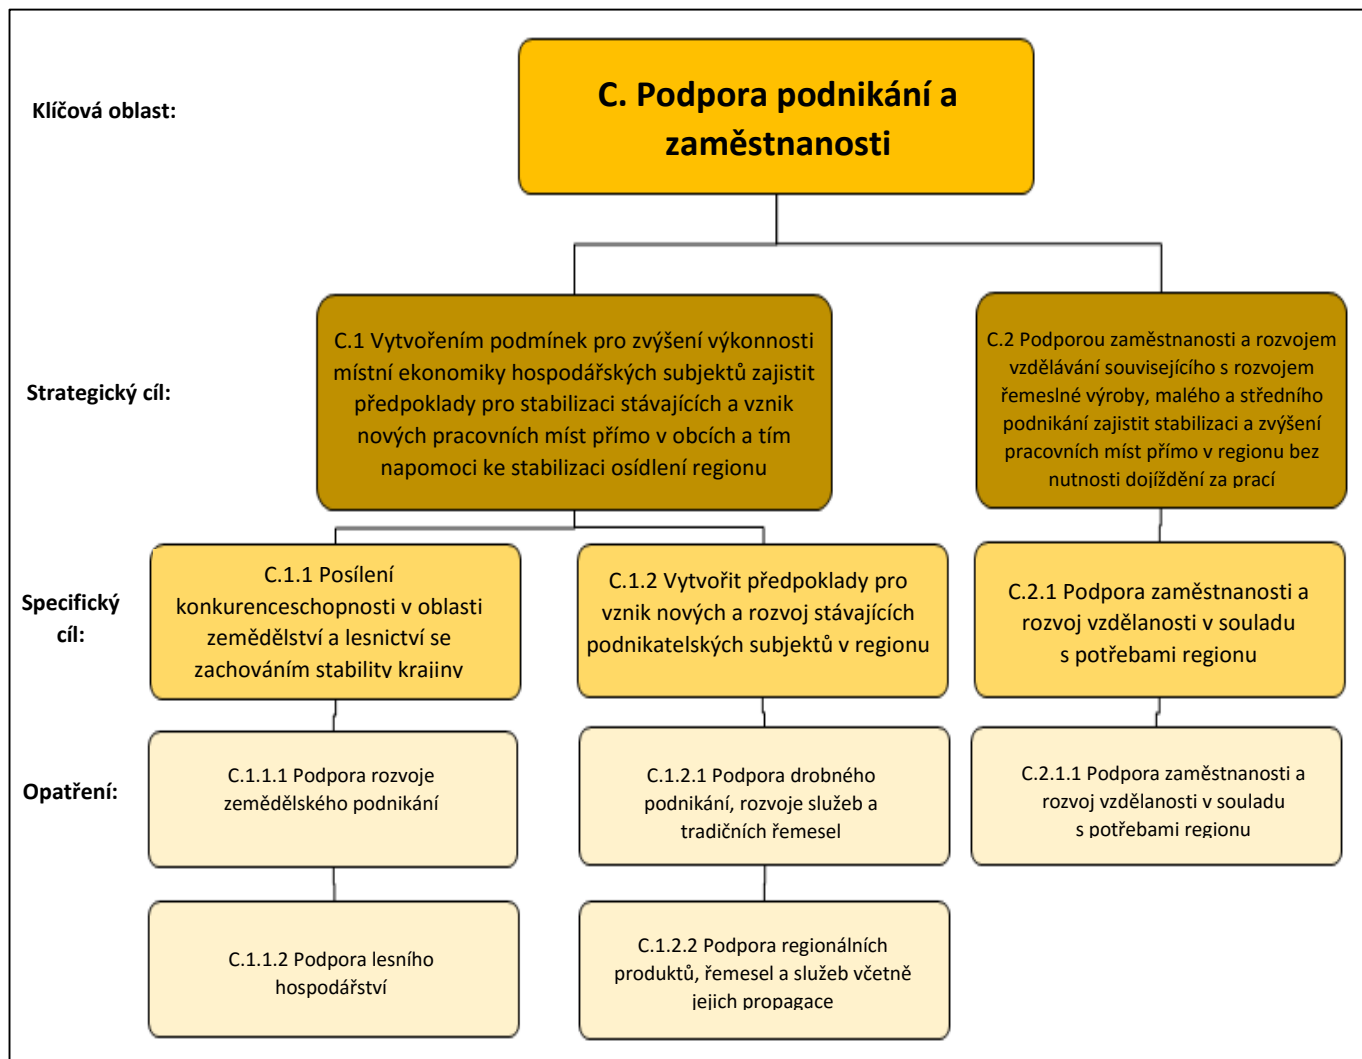 Klíčová oblast:
C. Podpora podnikání a
zaměstnanosti
Strategický cíl:
C.1 Vytvořením podmínek pro zvýšení výkonnosti
místní ekonomiky hospodářských subjektů zajistit
předpoklady pro stabilizaci stávajících a vznik
nových pracovních míst přímo v obcích a tím
napomoci ke stabilizaci osídlení regionu
C.2 Podporou zaměstnanosti a rozvojem
vzdělávání souvisejícího s rozvojem
řemeslné výroby, malého a středního
podnikání zajistit stabilizaci a zvýšení
pracovních míst přímo v regionu bez
nutnosti dojíždění za prací
Specifický
cíl:
C.1.1 Posílení
konkurenceschopnosti v oblasti
zemědělství a lesnictví se
zachováním stability krajiny
C.1.2 Vytvořit předpoklady pro
vznik nových a rozvoj stávajících
podnikatelských subjektů v regionu
C.2.1 Podpora zaměstnanosti a
rozvoj vzdělanosti v souladu
s potřebami regionu
Opatření:
C.1.1.1 Podpora rozvoje
zemědělského podnikání
C.1.2.1 Podpora drobného
podnikání, rozvoje služeb a
tradičních řemesel
C.2.1.1 Podpora zaměstnanosti a
rozvoj vzdělanosti v souladu
s potřebami regionu
C.1.1.2 Podpora lesního
hospodářství
C.1.2.2 Podpora regionálních
produktů, řemesel a služeb včetně
jejich propagace